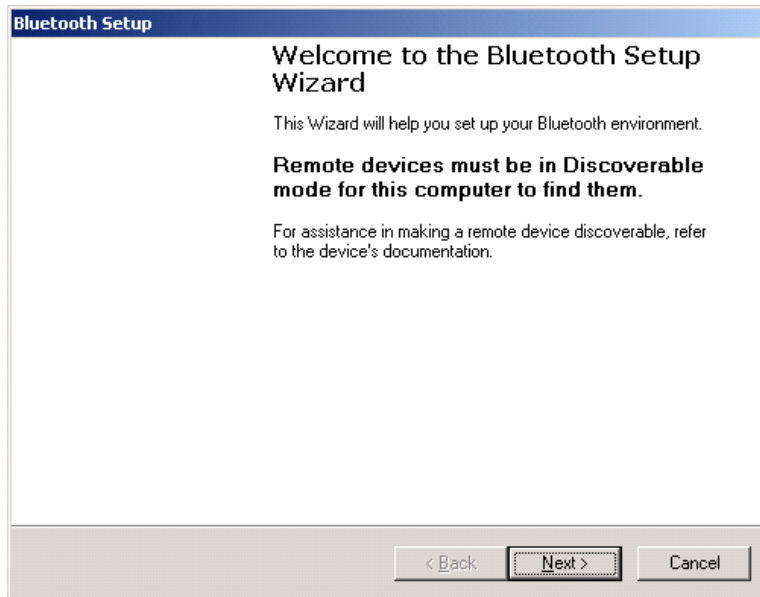 Bluetooth Setup
Welcome to the Bluetooth Setup
Wizard
This Wizard will help you set up your Bluetooth environment.
Remote devices must be in Discoverable
mode for this computer to find them.
For assistance in making a remote device discoverable, refer
to the device's documentation.
< Back Next > Cancel